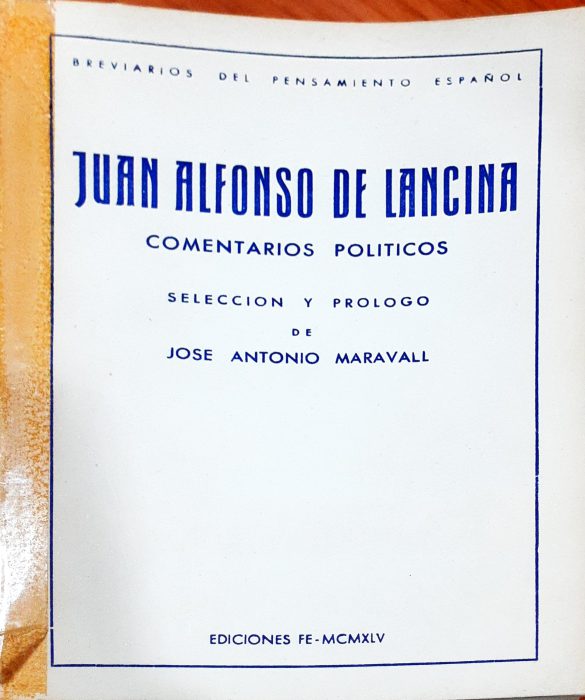 BREVIARIOS DEL PENSAMIENTO ESPAÑOL
JUAN ALFONSO DE LANCINA
COMENTARIOS POLITICOS
SELECCION Y PROLOGO
DE
JOSE ANTONIO MARAVALL
EDICIONES FE-MCMXLV